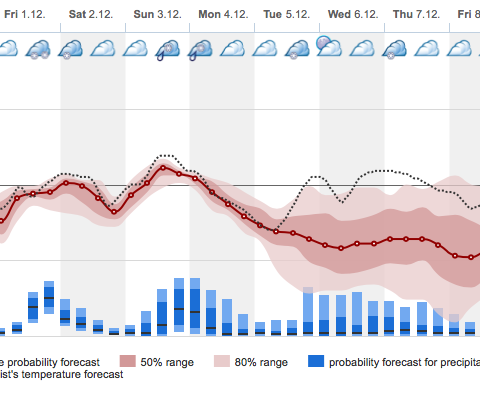 Fri 1.12. Sat 2.12. Sun 3.12. Mon 4.12. Tue 5.12. Wed 6.12. Thu 7.12. Fri 8
e probability forecast 50% range 80% range probability forecast for precipita
ist's temperature forecast